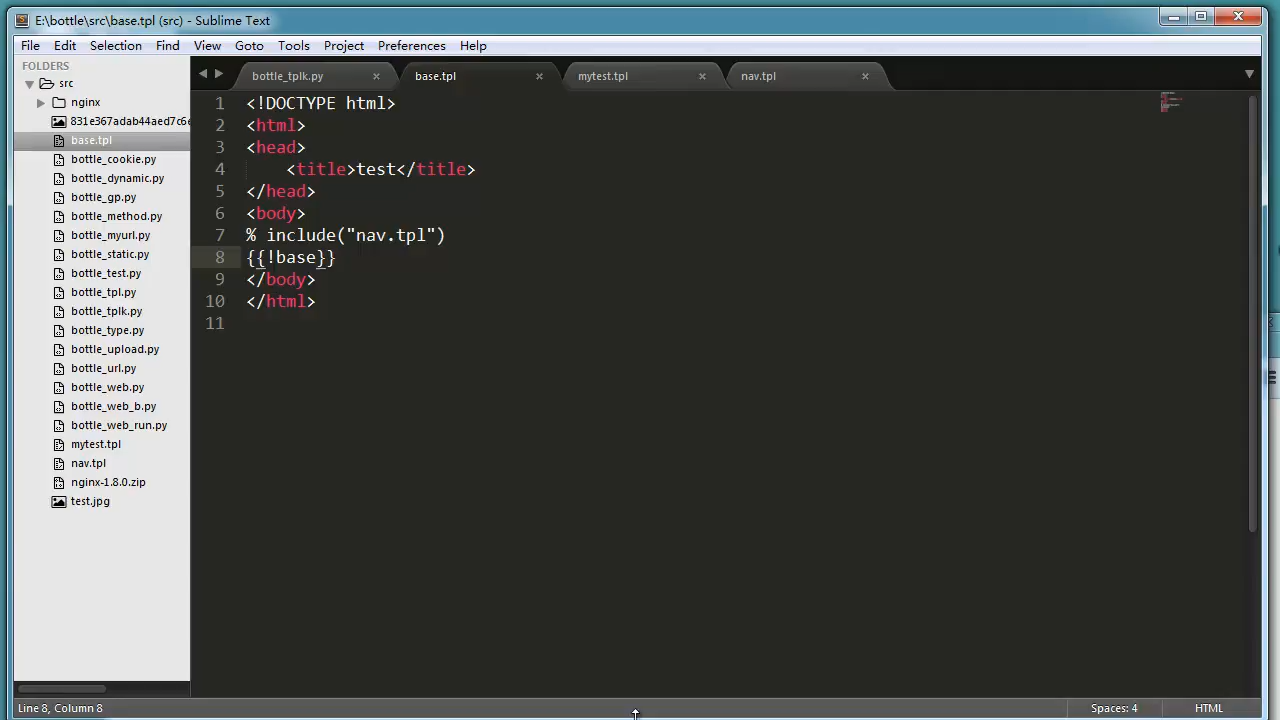 E:\bottle\src\base.tpl (src) - Sublime Text
File Edit Selection Find View Goto Tools Project Preferences Help
FOLDERS
src
nginx
831e367adab44aed7c6e
base.tpl
bottle_cookie.py
bottle_dynamic.py
bottle_gp.py
bottle_method.py
bottle_myurl.py
bottle_static.py
bottle_test.py
bottle_tpl.py
bottle_tplk.py
bottle_type.py
bottle_upload.py
bottle_url.py
bottle_web.py
bottle_web_b.py
bottle_web_run.py
mytest.tpl
nav.tpl
nginx-1.8.0.zip
test.jpg
bottle_tplk.py base.tpl mytest.tpl nav.tpl
1 <!DOCTYPE html>
2 <html>
3 <head>
4     <title>test</title>
5 </head>
6 <body>
7 % include("nav.tpl")
8 {{!base}}
9 </body>
10 </html>
11
Line 8, Column 8 Spaces: 4 HTML